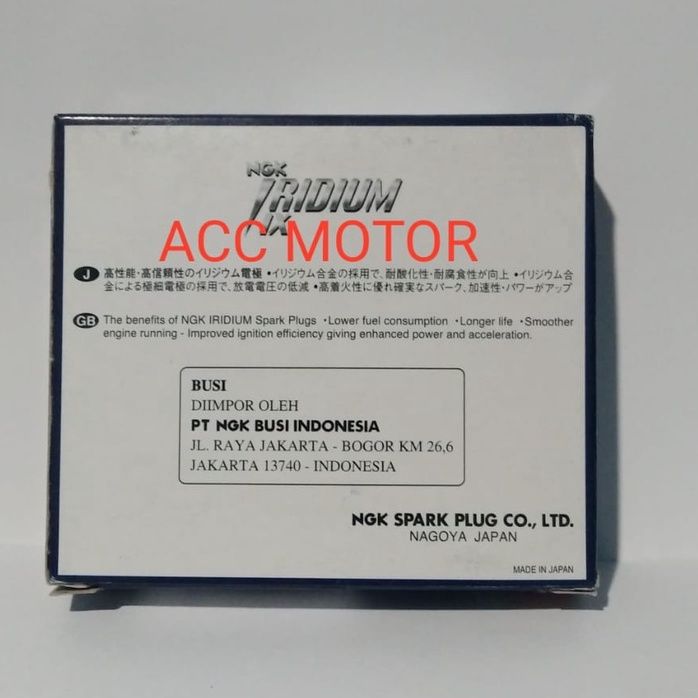 NGK
IRIDIUM
IX
ACC MOTOR
J 高性能・高信頼性のイリジウム電極 •イリジウム合金の採用で、耐酸化性・耐腐食性が向上 •イリジウム合
金による極細電極の採用で、放電電圧の低減 •高着火性に優れ確実なスパーク、加速性・パワーがアップ
GB The benefits of NGK IRIDIUM Spark Plugs •Lower fuel consumption •Longer life •Smoother
engine running - Improved ignition efficiency giving enhanced power and acceleration.
BUSI
DIIMPOR OLEH
PT NGK BUSI INDONESIA
JL. RAYA JAKARTA - BOGOR KM 26,6
JAKARTA 13740 - INDONESIA
NGK SPARK PLUG CO., LTD.
NAGOYA JAPAN
MADE IN JAPAN